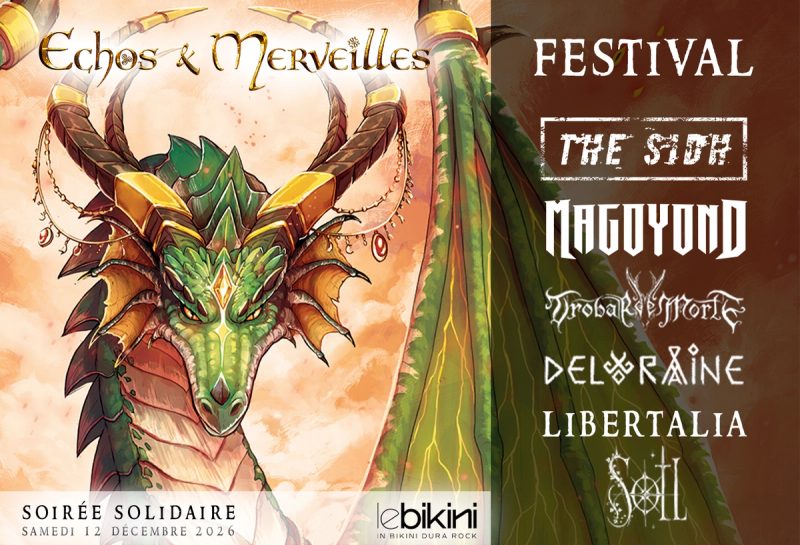 Echos & Merveilles
FESTIVAL
THE SIDH
MAGOYOND
Trobar de Morte
DELORAINE
LIBERTALIA
SOTL
SOIRÉE SOLIDAIRE
SAMEDI 12 DÉCEMBRE 2026
lebikini
IN BIKINI DURA ROCK